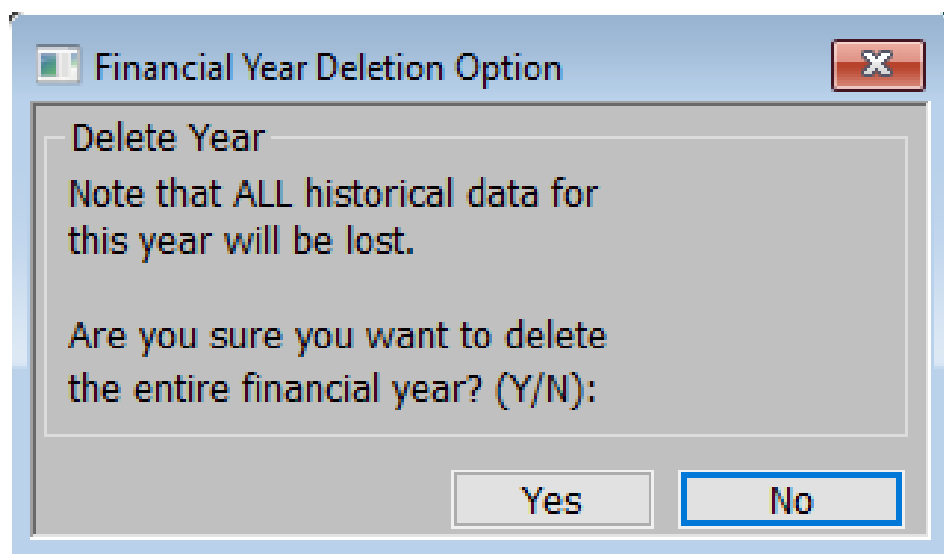 Financial Year Deletion Option
Delete Year
Note that ALL historical data for
this year will be lost.
Are you sure you want to delete
the entire financial year? (Y/N):
Yes
No